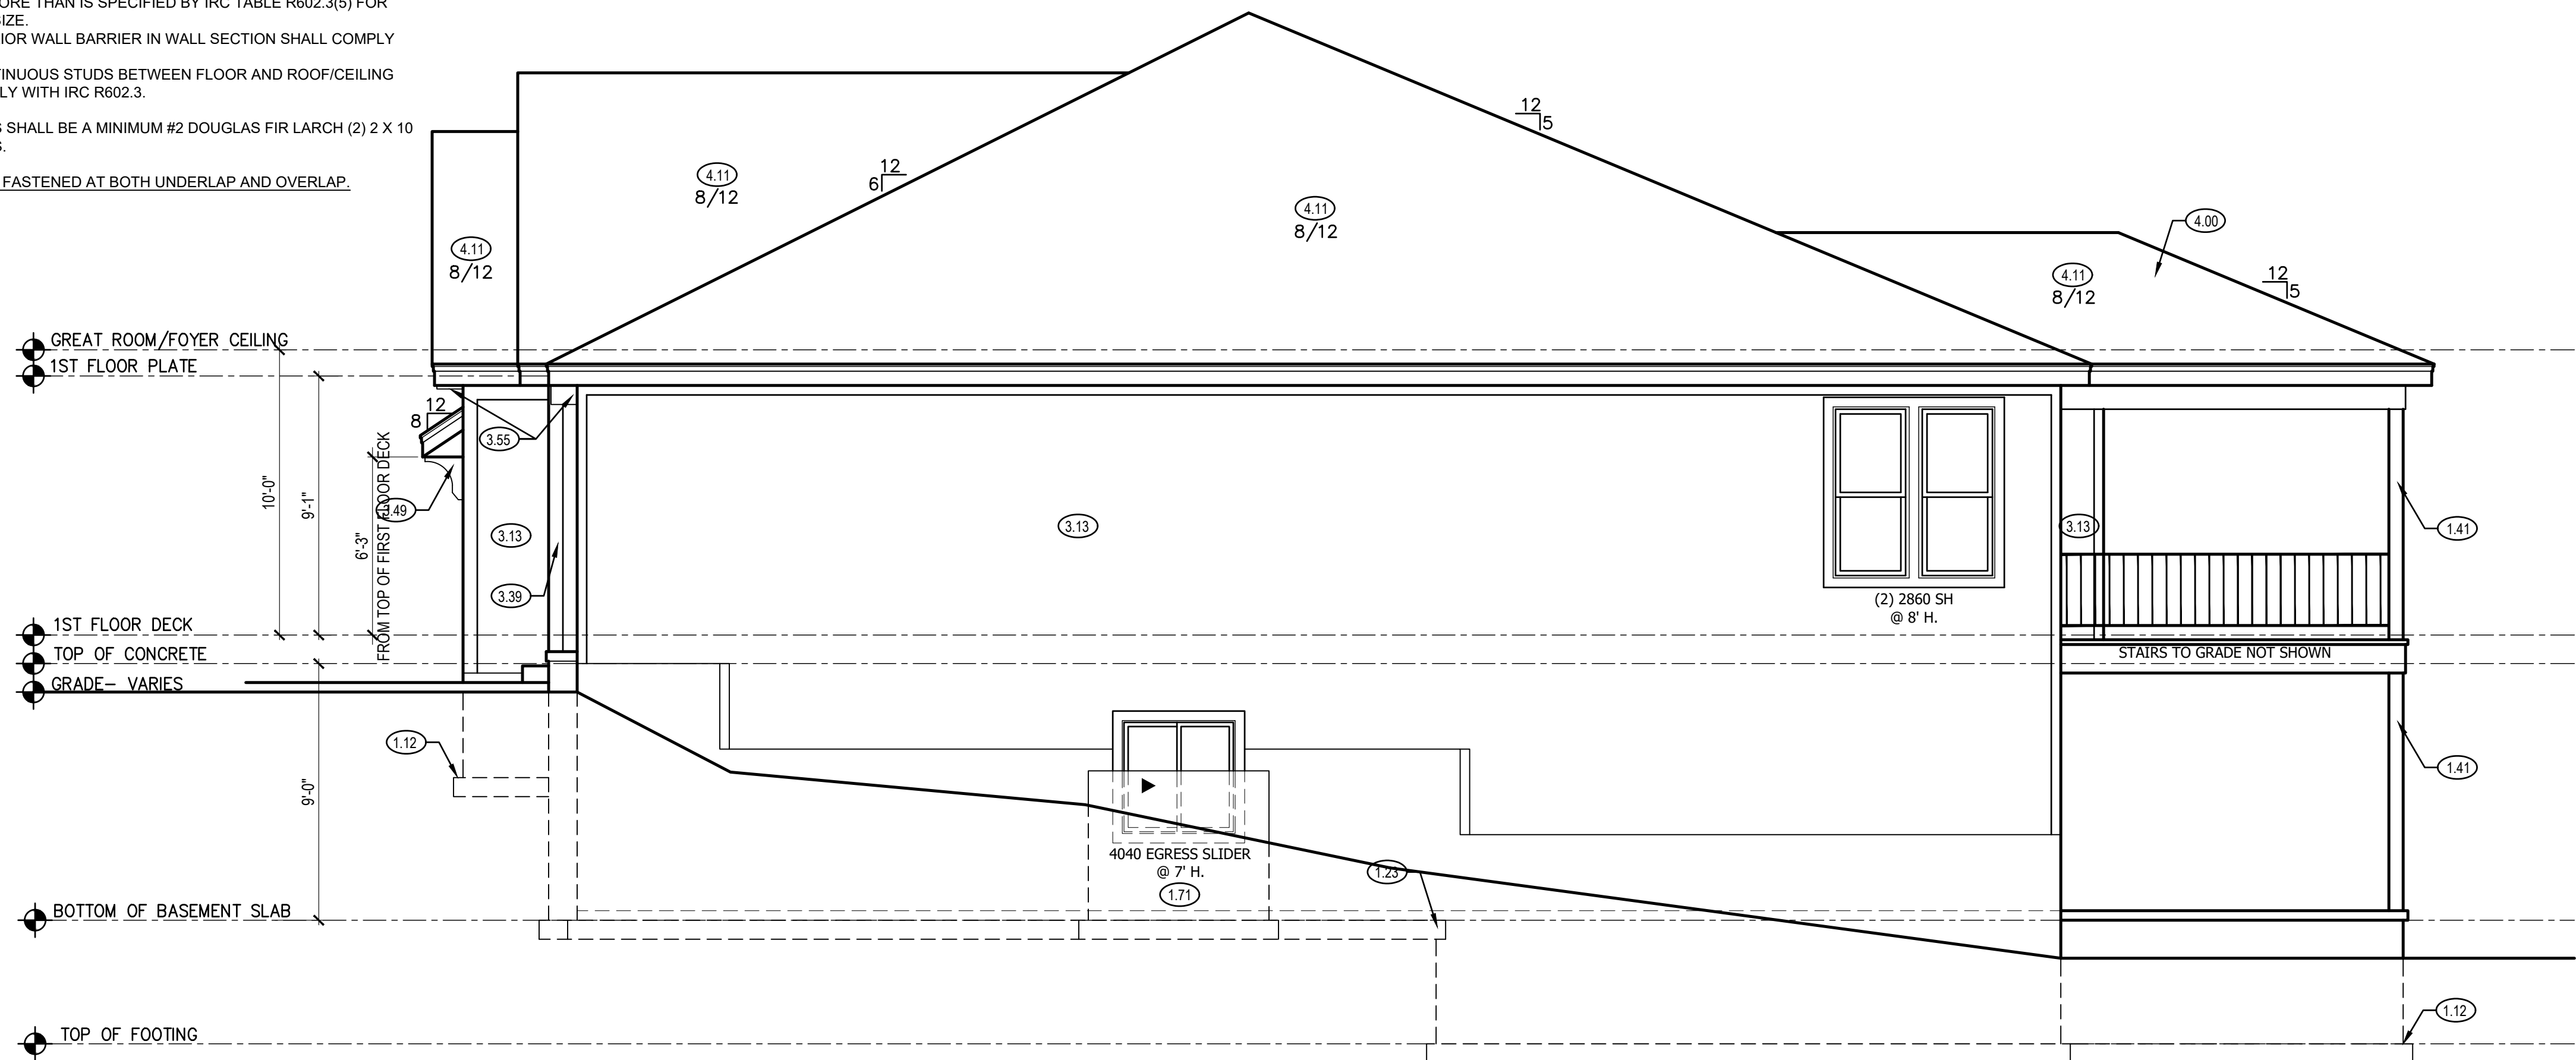 ORE THAN IS SPECIFIED BY IRC TABLE R602.3(5) FOR
SIZE.
IOR WALL BARRIER IN WALL SECTION SHALL COMPLY
TINUOUS STUDS BETWEEN FLOOR AND ROOF/CEILING
LY WITH IRC R602.3.
S SHALL BE A MINIMUM #2 DOUGLAS FIR LARCH (2) 2 X 10
S.
FASTENED AT BOTH UNDERLAP AND OVERLAP.
12
5
12
6
4.11
8/12
4.11
8/12
4.11
8/12
4.00
4.11
8/12
12
5
GREAT ROOM/FOYER CEILING
1ST FLOOR PLATE
12
8
3.55
3.49
10'-0"
9'-1"
6'-3"
FROM TOP OF FIRST FLOOR DECK
3.13
3.39
3.13
3.13
1.41
(2) 2860 SH
@ 8' H.
1ST FLOOR DECK
TOP OF CONCRETE
STAIRS TO GRADE NOT SHOWN
GRADE- VARIES
1.12
9'-0"
1.41
4040 EGRESS SLIDER
@ 7' H.
1.71
1.23
BOTTOM OF BASEMENT SLAB
1.12
TOP OF FOOTING